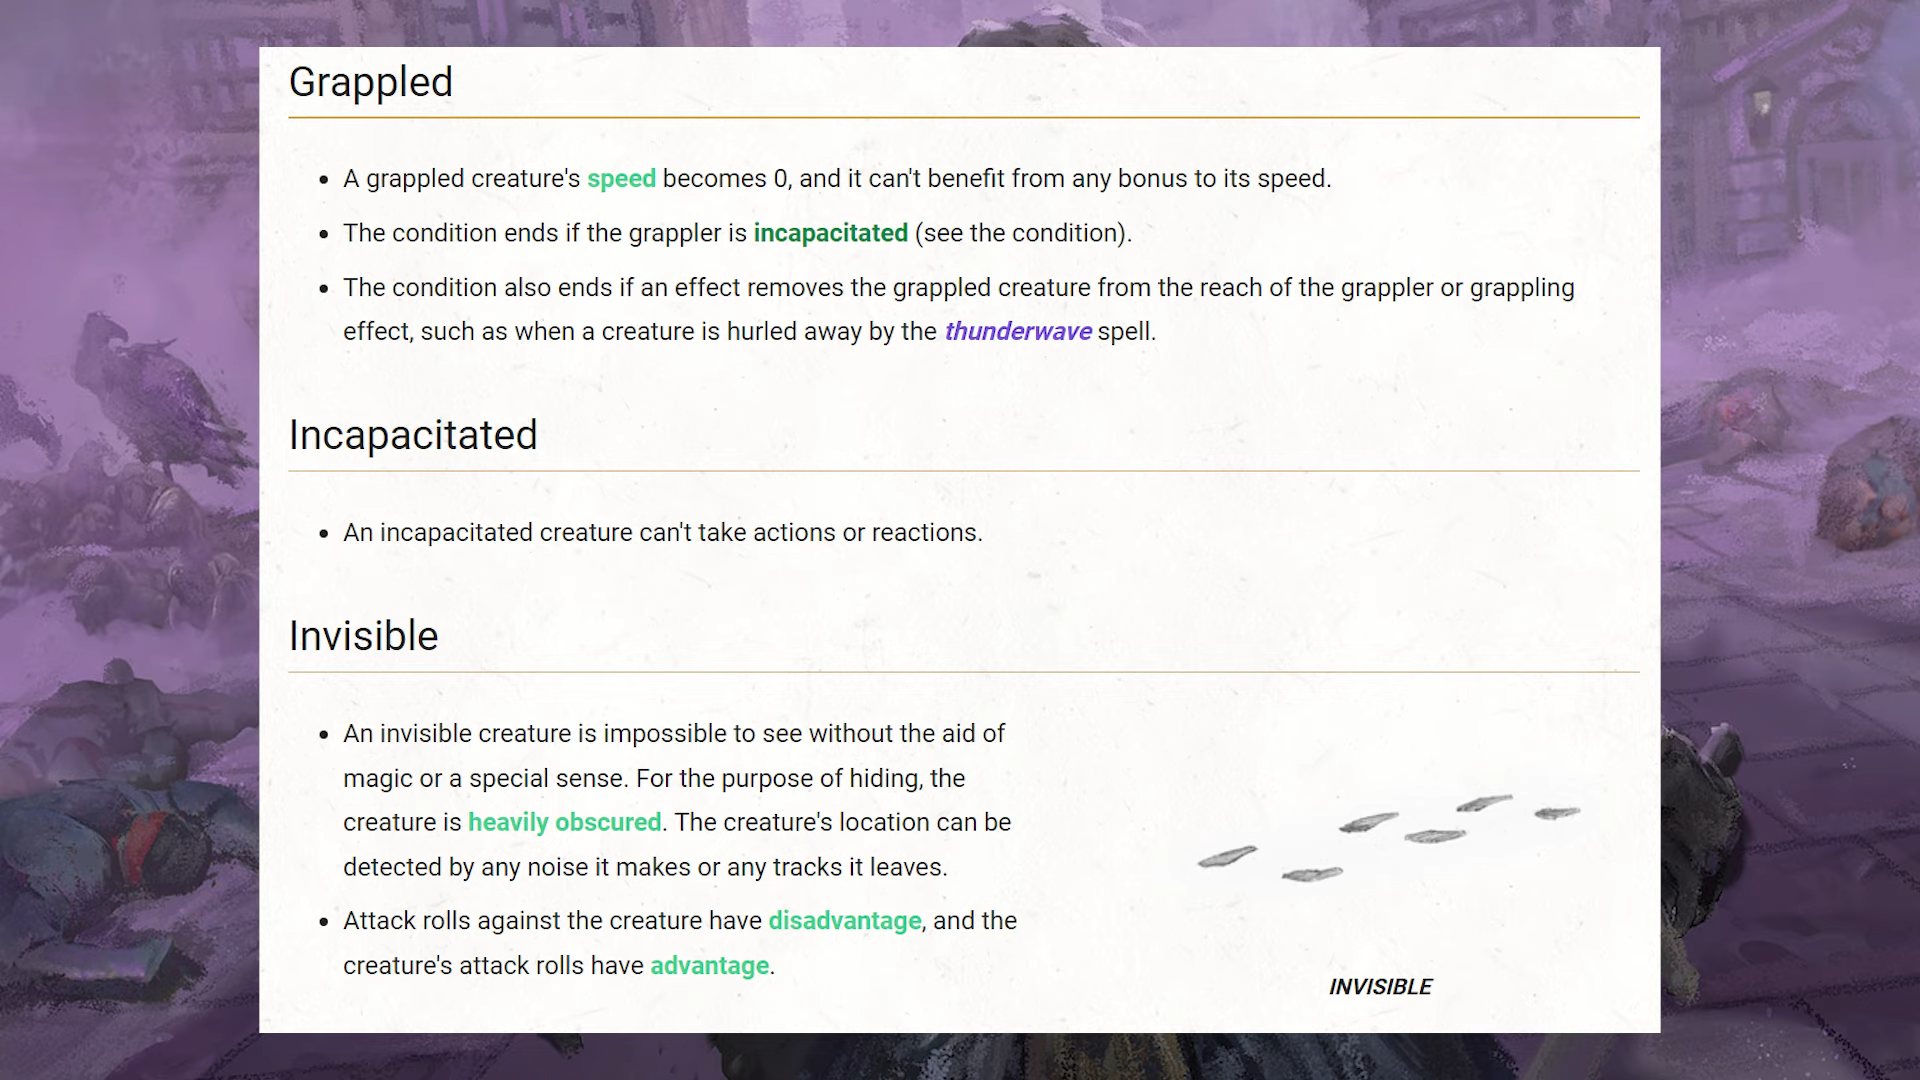 Grappled
• A grappled creature's speed becomes 0, and it can't benefit from any bonus to its speed.
• The condition ends if the grappler is incapacitated (see the condition).
• The condition also ends if an effect removes the grappled creature from the reach of the grappler or grappling
effect, such as when a creature is hurled away by the thunderwave spell.
Incapacitated
• An incapacitated creature can't take actions or reactions.
Invisible
• An invisible creature is impossible to see without the aid of
magic or a special sense. For the purpose of hiding, the
creature is heavily obscured. The creature's location can be
detected by any noise it makes or any tracks it leaves.
• Attack rolls against the creature have disadvantage, and the
creature's attack rolls have advantage.
INVISIBLE